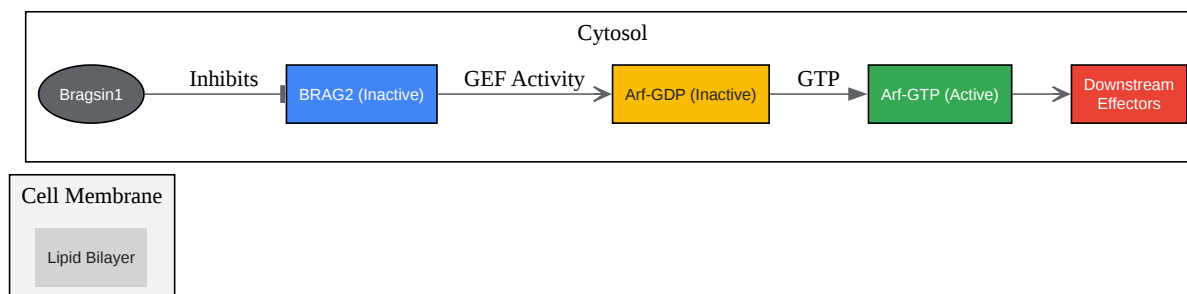 Cytosol
Bragsin1
Inhibits
BRAG2 (Inactive)
GEF Activity
Arf-GDP (Inactive)
GTP
Arf-GTP (Active)
Downstream
Effectors
Cell Membrane
Lipid Bilayer